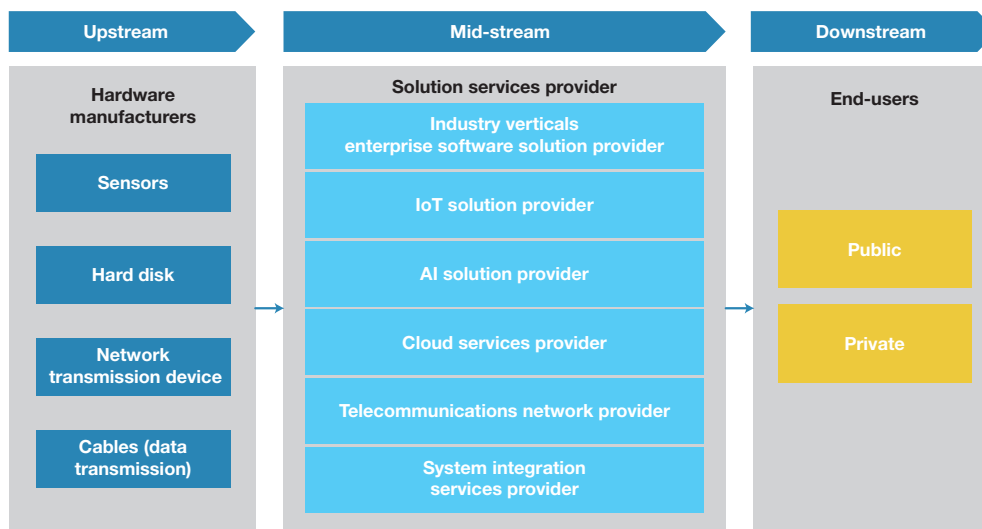 Upstream
Mid-stream
Downstream
Hardware
manufacturers
Sensors
Hard disk
Network
transmission device
Cables (data
transmission)
Solution services provider
Industry verticals
enterprise software solution provider
IoT solution provider
AI solution provider
Cloud services provider
Telecommunications network provider
System integration
services provider
End-users
Public
Private